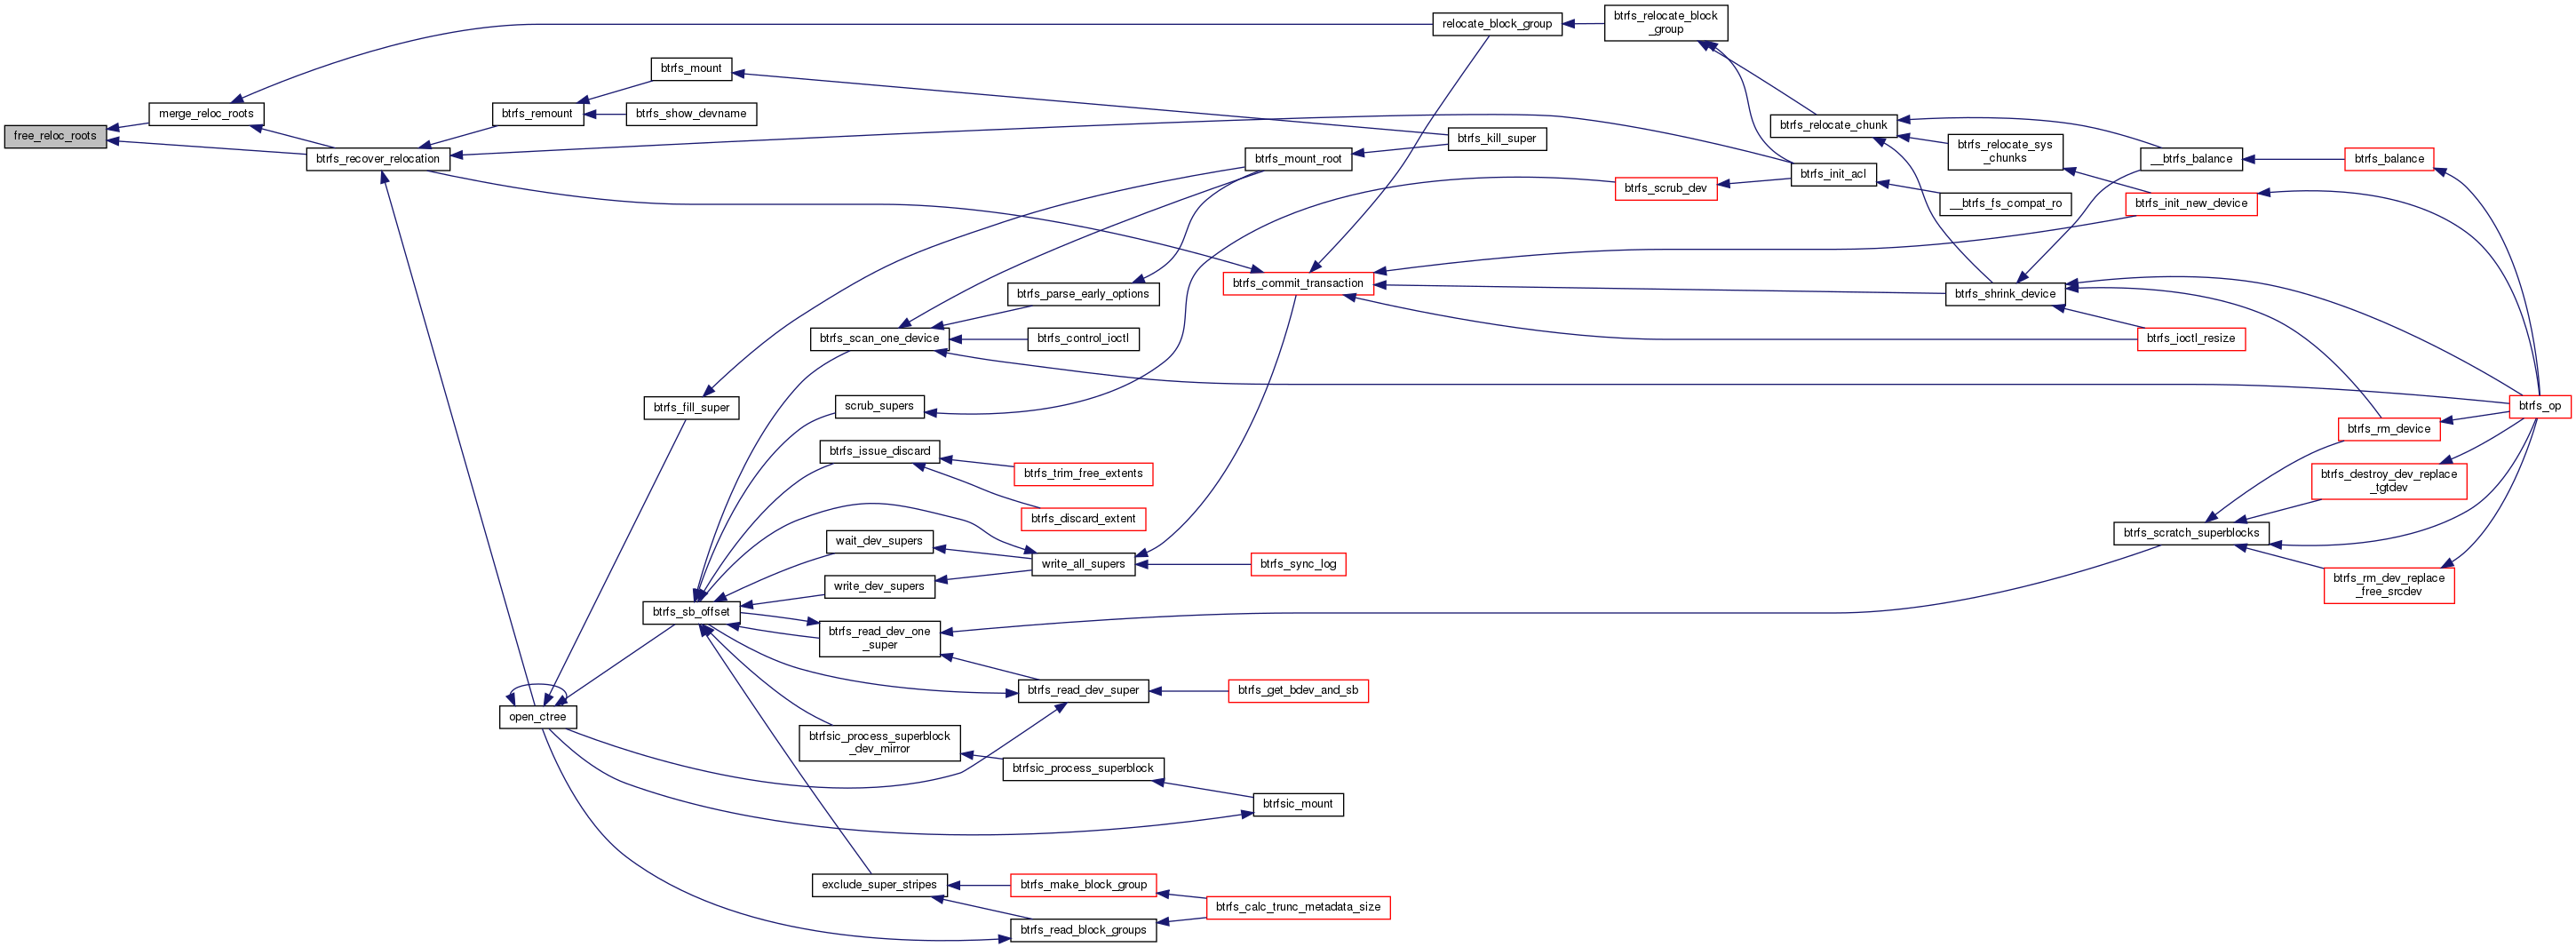 free_reloc_roots
merge_reloc_roots
btrfs_recover_relocation
btrfs_remount
btrfs_mount
btrfs_show_devname
relocate_block_group
btrfs_relocate_block
_group
btrfs_kill_super
btrfs_mount_root
btrfs_scrub_dev
btrfs_relocate_chunk
btrfs_init_acl
btrfs_relocate_sys
_chunks
__btrfs_fs_compat_ro
__btrfs_balance
btrfs_balance
btrfs_init_new_device
btrfs_commit_transaction
btrfs_parse_early_options
btrfs_scan_one_device
btrfs_control_ioctl
btrfs_shrink_device
btrfs_ioctl_resize
btrfs_fill_super
scrub_supers
btrfs_op
btrfs_rm_device
btrfs_issue_discard
btrfs_trim_free_extents
btrfs_discard_extent
btrfs_destroy_dev_replace
_tgtdev
btrfs_scratch_superblocks
btrfs_rm_dev_replace
_free_srcdev
wait_dev_supers
write_all_supers
btrfs_sync_log
write_dev_supers
btrfs_sb_offset
btrfs_read_dev_one
_super
btrfs_read_dev_super
btrfs_get_bdev_and_sb
open_ctree
btrfsic_process_superblock
_dev_mirror
btrfsic_process_superblock
btrfsic_mount
exclude_super_stripes
btrfs_make_block_group
btrfs_calc_trunc_metadata_size
btrfs_read_block_groups